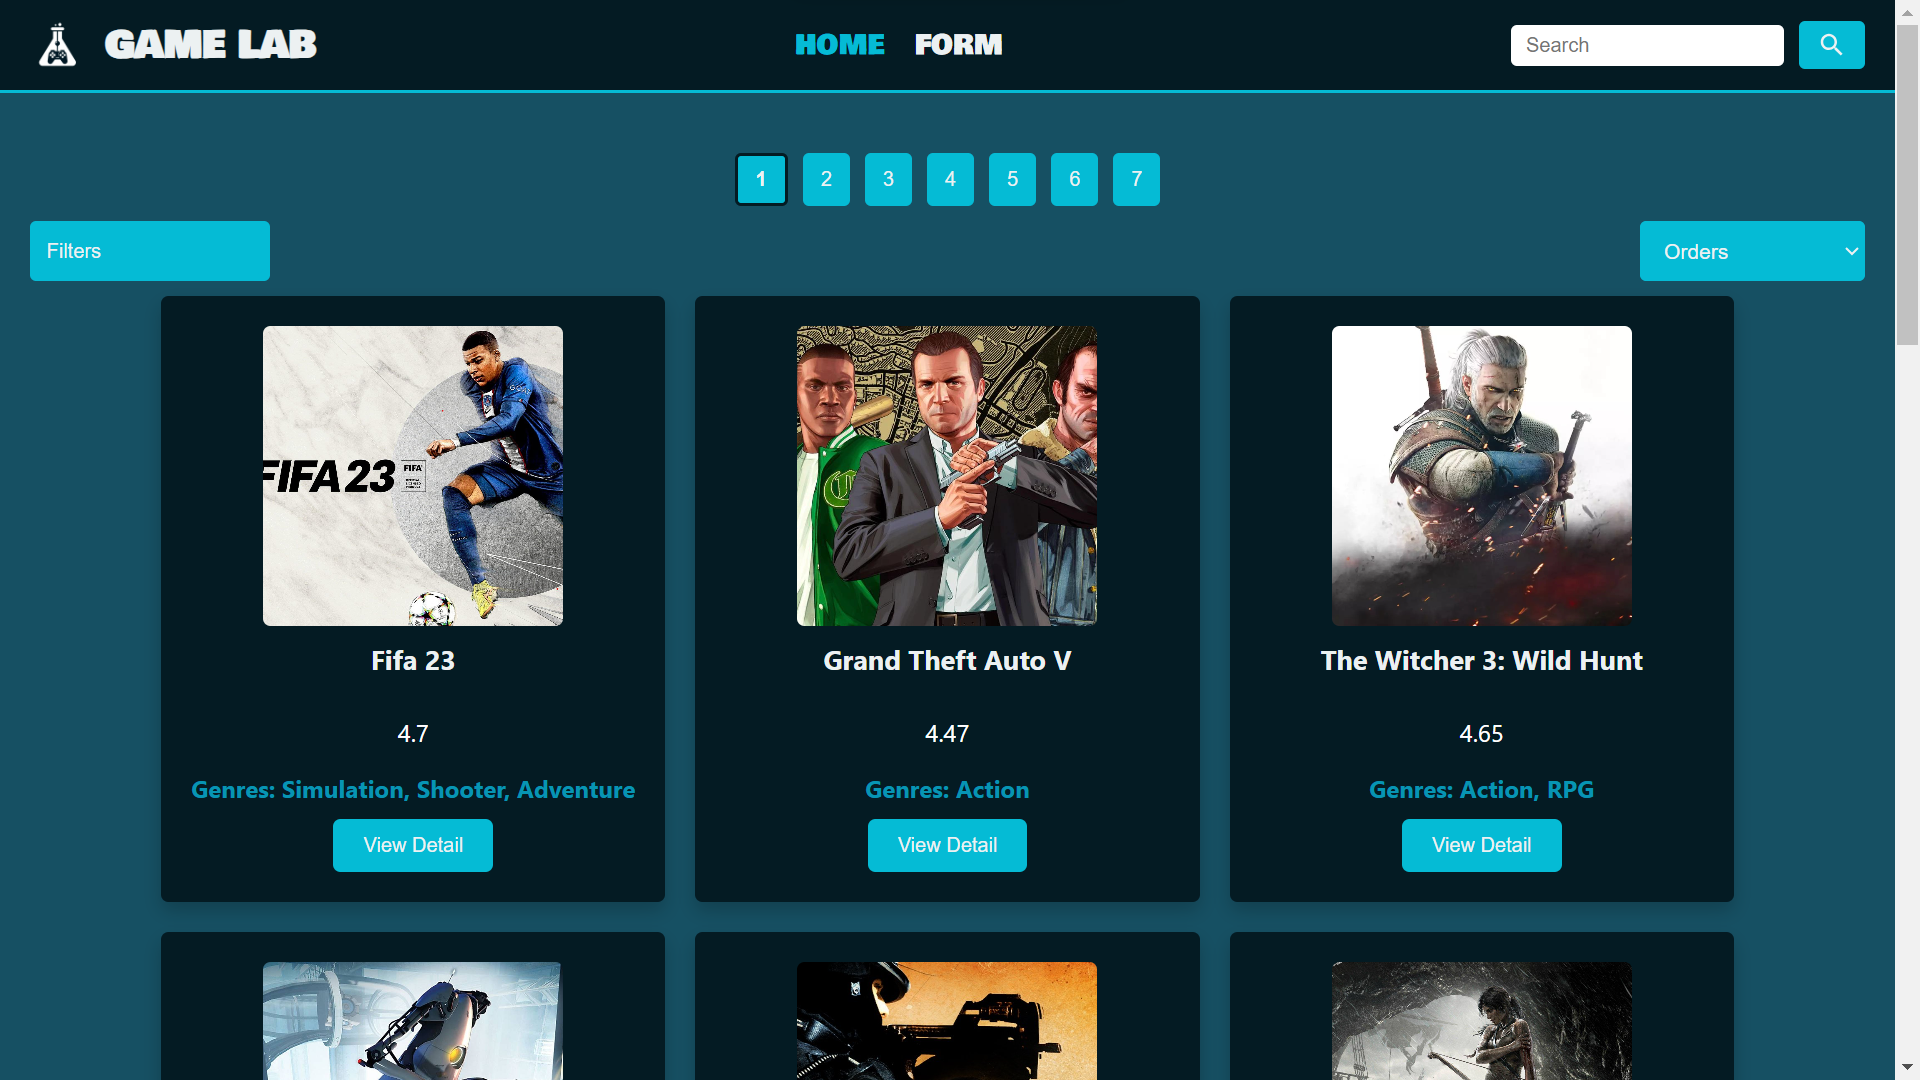 GAME LAB
HOME FORM
Search
1 2 3 4 5 6 7
Filters
Orders
FIFA 23 FIFA
Fifa 23
4.7
Genres: Simulation, Shooter, Adventure
View Detail
Grand Theft Auto V
4.47
Genres: Action
View Detail
The Witcher 3: Wild Hunt
4.65
Genres: Action, RPG
View Detail